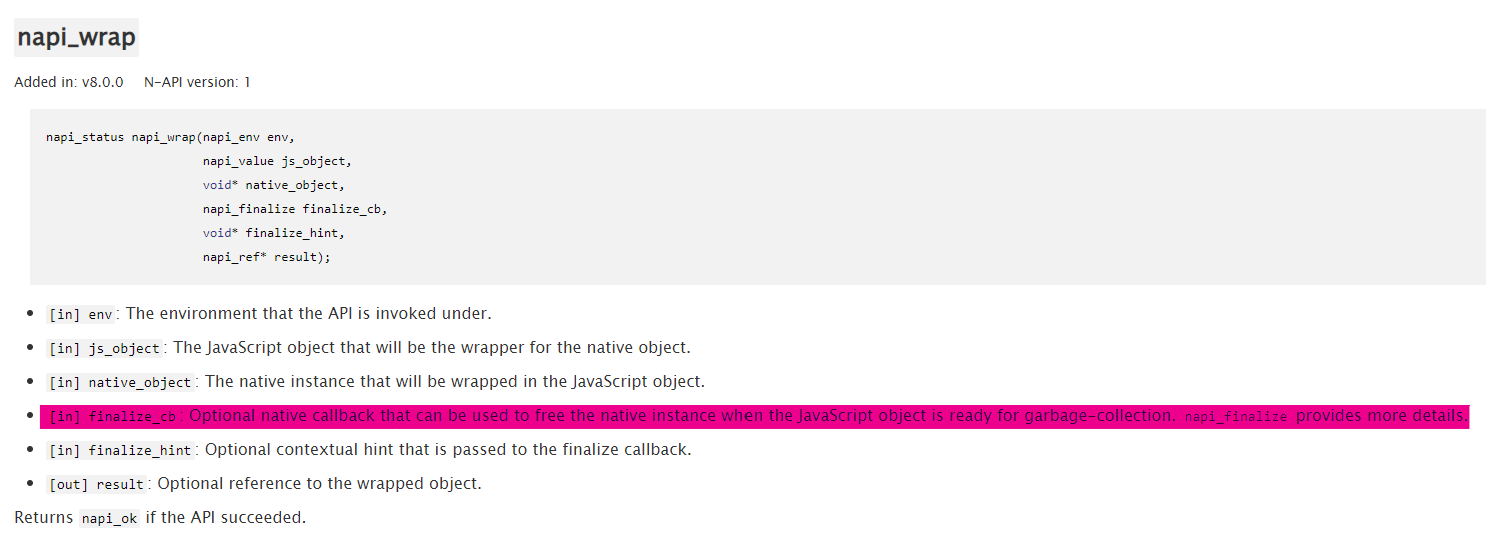 napi_wrap
Added in: v8.0.0 N-API version: 1
napi_status napi_wrap(napi_env env,
napi_value js_object,
void* native_object,
napi_finalize finalize_cb,
void* finalize_hint,
napi_ref* result);
• [in] env: The environment that the API is invoked under.
• [in] js_object: The JavaScript object that will be the wrapper for the native object.
• [in] native_object: The native instance that will be wrapped in the JavaScript object.
• [in] finalize_cb: Optional native callback that can be used to free the native instance when the JavaScript object is ready for garbage-collection. napi_finalize provides more details.
• [in] finalize_hint: Optional contextual hint that is passed to the finalize callback.
• [out] result: Optional reference to the wrapped object.
Returns napi_ok if the API succeeded.